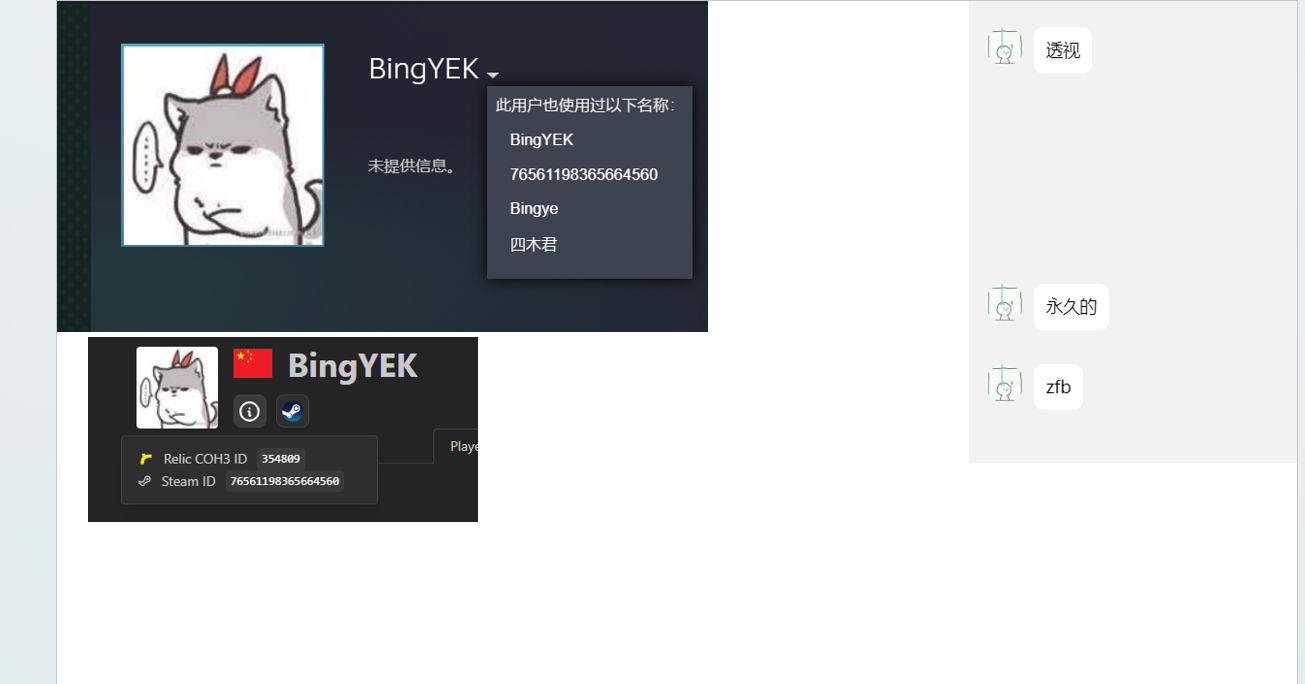 BingYEK
此用户也使用过以下名称：
BingYEK
76561198365664560
Bingye
四木君
未提供信息。
BingYEK
Relic COH3 ID 354809
Steam ID 76561198365664560
Playe
透视
永久的
zfb